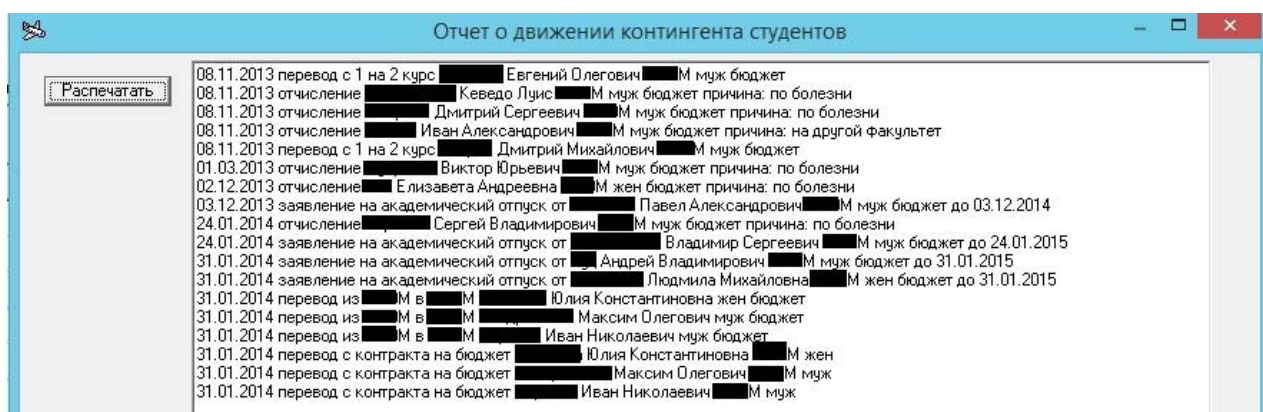 Отчет о движении контингента студентов
Распечатать
08.11.2013 перевод с 1 на 2 курс Евгений Олегович М муж бюджет
08.11.2013 отчисление Кеведо Луис М муж бюджет причина: по болезни
08.11.2013 отчисление Дмитрий Сергеевич М муж бюджет причина: по болезни
08.11.2013 отчисление Иван Александрович М муж бюджет причина: на другой факультет
08.11.2013 перевод с 1 на 2 курс Дмитрий Михайлович М муж бюджет
01.03.2013 отчисление Виктор Юрьевич М муж бюджет причина: по болезни
02.12.2013 отчисление Елизавета Андреевна М жен бюджет причина: по болезни
03.12.2013 заявление на академический отпуск от Павел Александрович М муж бюджет до 03.12.2014
24.01.2014 отчисление Сергей Владимирович М муж бюджет причина: по болезни
24.01.2014 заявление на академический отпуск от Владимир Сергеевич М муж бюджет до 24.01.2015
31.01.2014 заявление на академический отпуск от Андрей Владимирович М муж бюджет до 31.01.2015
31.01.2014 заявление на академический отпуск от Людмила Михайловна М жен бюджет до 31.01.2015
31.01.2014 перевод из М в М Юлия Константиновна жен бюджет
31.01.2014 перевод из М в М Максим Олегович муж бюджет
31.01.2014 перевод из М в М Иван Николаевич муж бюджет
31.01.2014 перевод с контракта на бюджет Юлия Константиновна М жен
31.01.2014 перевод с контракта на бюджет Максим Олегович М муж
31.01.2014 перевод с контракта на бюджет Иван Николаевич М муж